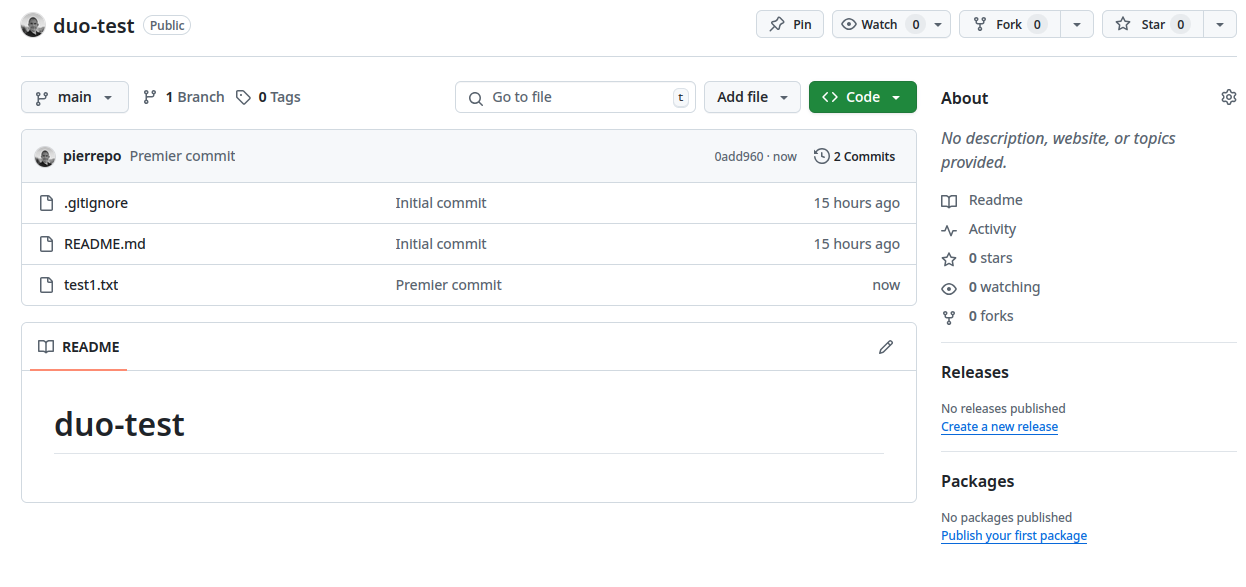 duo-test Public Pin Watch 0 Fork 0 Star 0
main 1 Branch 0 Tags Go to file t Add file Code
pierrepo Premier commit 0add960 · now 2 Commits
.gitignore Initial commit 15 hours ago
README.md Initial commit 15 hours ago
test1.txt Premier commit now
README
duo-test
About
No description, website, or topics
provided.
Readme
Activity
0 stars
0 watching
0 forks
Releases
No releases published
Create a new release
Packages
No packages published
Publish your first package